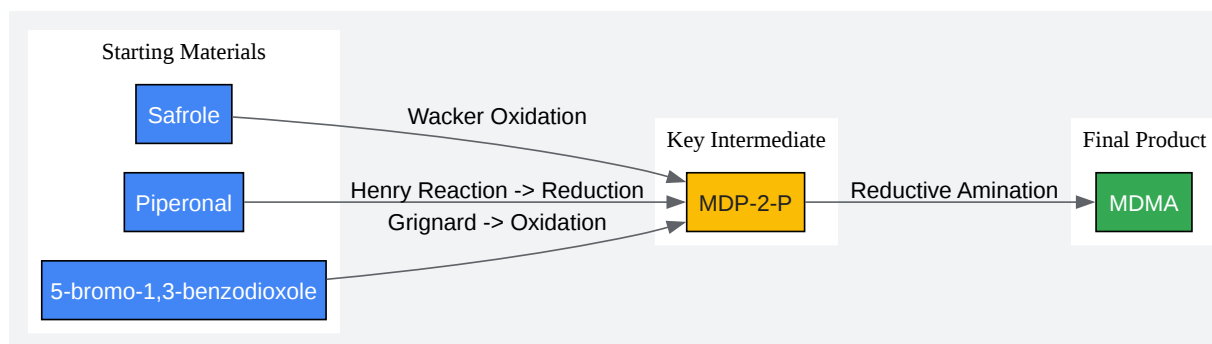 Starting Materials
Safrole
Wacker Oxidation
Key Intermediate
Final Product
Piperonal
Henry Reaction -> Reduction
MDP-2-P
Reductive Amination
MDMA
Grignard -> Oxidation
5-bromo-1,3-benzodioxole